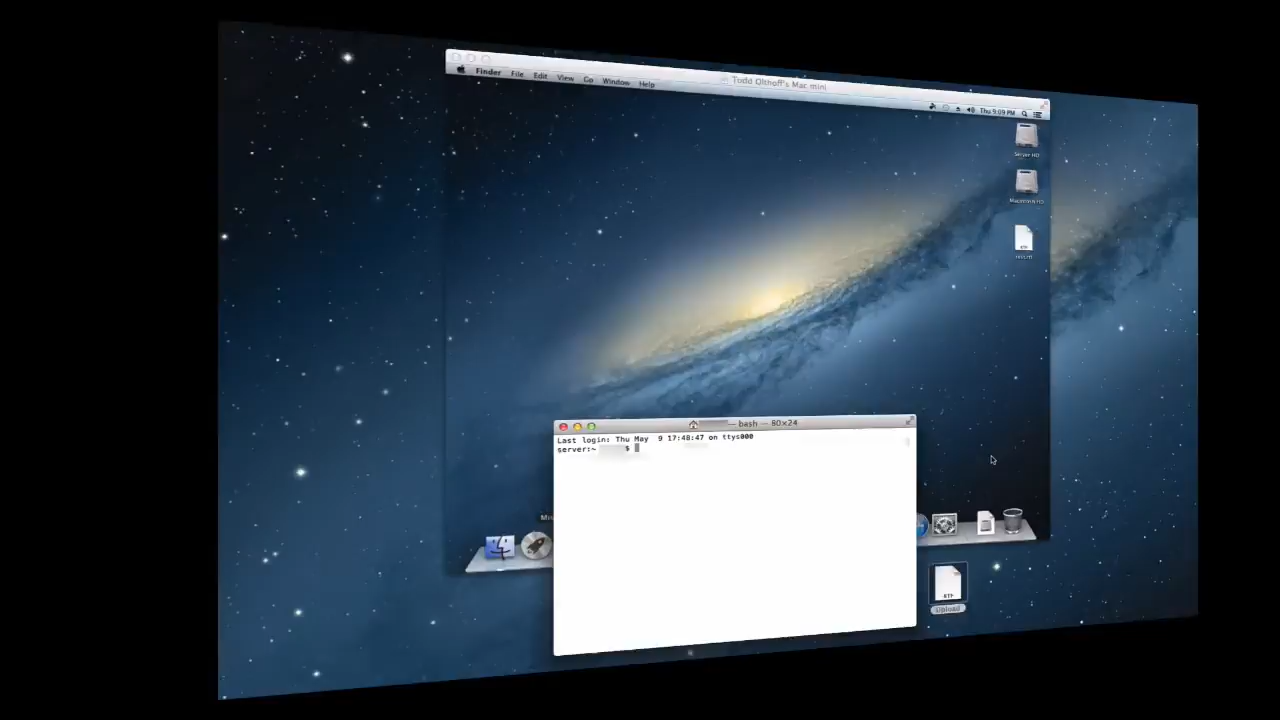 Todd Olthoff's Mac mini
Finder File Edit View Go Window Help
Thu 9:09 PM
Server HD
Macintosh HD
— bash — 80×24
Last login: Thu May 9 17:48:47 on ttys000
server:~ $
RTF
Upload